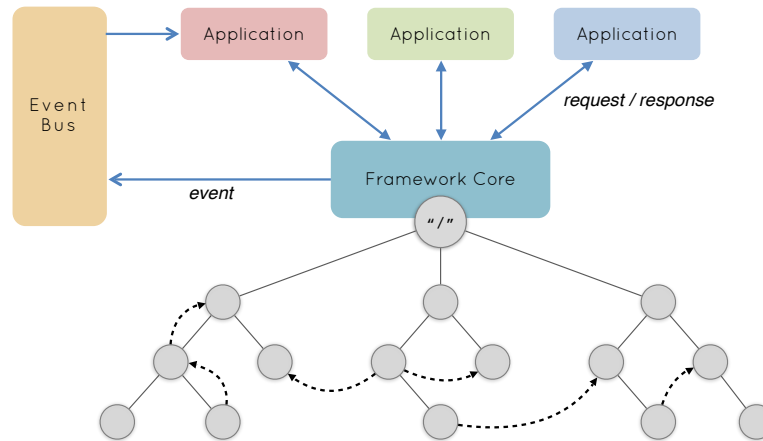 Application
Application
Application
Event
Bus
request / response
Framework Core
event
“/”